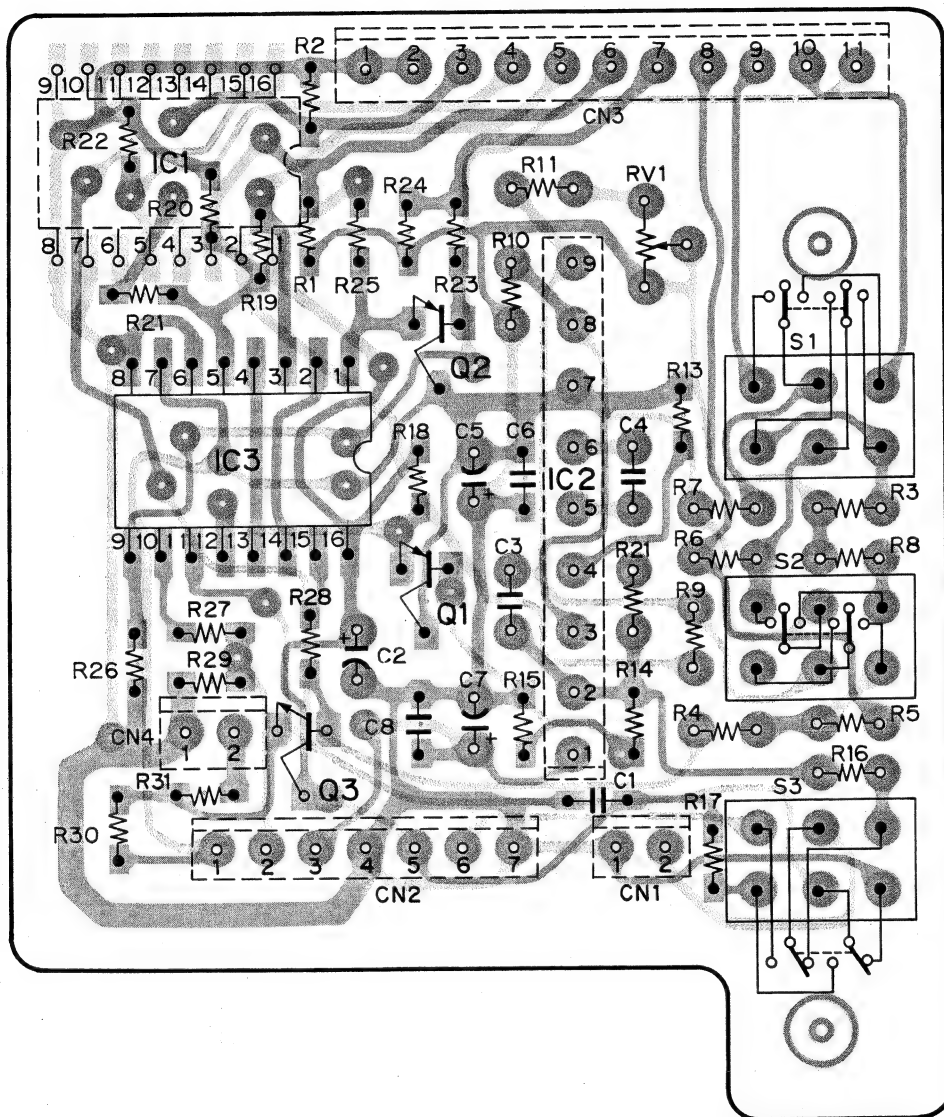 R2
1 2 3 4 5 6 7 8 9 10 11
CN3
9 10 11 12 13 14 15 16
R22
IC1
R20
R11
RV1
R24
8 7 6 5 4 3 2 1
R19
R1
R25
R23
R10
9
R21
8
S1
Q2
7
R13
8 7 6 5 4 3 2 1
IC3
R18
C5
C6
6
C4
+
IC2
5
R7
R3
9 10 11 12 13 14 15 16
R6
R8
C3
4
R21
S2
Q1
R28
R9
R27
3
+
C2
R26
R29
2
C7
R15
R14
R4
R5
CN4
1 2
C8
+
1
R16
R31
Q3
C1
S3
R17
R30
1 2 3 4 5 6 7
CN2
1 2
CN1